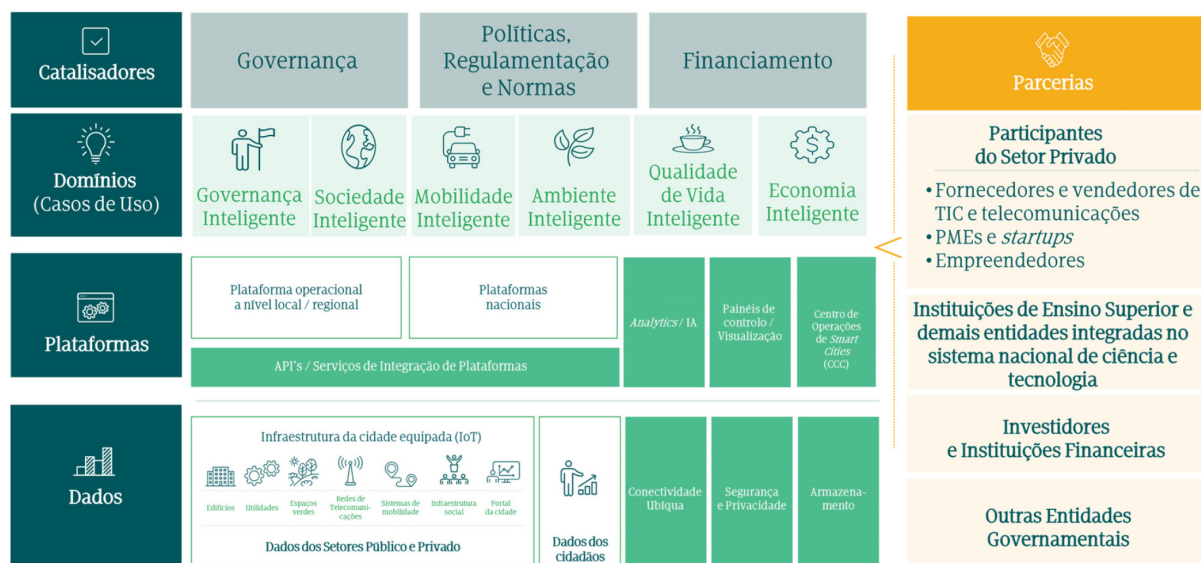 Catalisadores
Governança
Políticas,
Regulamentação
e Normas
Financiamento
Domínios
(Casos de Uso)
Governança
Inteligente
Sociedade
Inteligente
Mobilidade
Inteligente
Ambiente
Inteligente
Qualidade
de Vida
Inteligente
Economia
Inteligente
Plataformas
Plataforma operacional
a nível local / regional
Plataformas
nacionais
API's / Serviços de Integração de Plataformas
Analytics / IA
Painéis de
controlo /
Visualização
Centro de
Operações
de Smart
Cities
(CCC)
Dados
Infraestrutura da cidade equipada (IoT)
Edifícios
Utilidades
Espaços
verdes
Redes de
Telecomuni-
cações
Sistemas de
mobilidade
Infraestrutura
social
Portal
da cidade
Dados dos Setores Público e Privado
Dados dos
cidadãos
Conectividade
Ubíqua
Segurança
e Privacidade
Armazena-
mento
Parcerias
Participantes
do Setor Privado
• Fornecedores e vendedores de
TIC e telecomunicações
• PMEs e startups
• Empreendedores
Instituições de Ensino Superior e
demais entidades integradas no
sistema nacional de ciência e
tecnologia
Investidores
e Instituições Financeiras
Outras Entidades
Governamentais